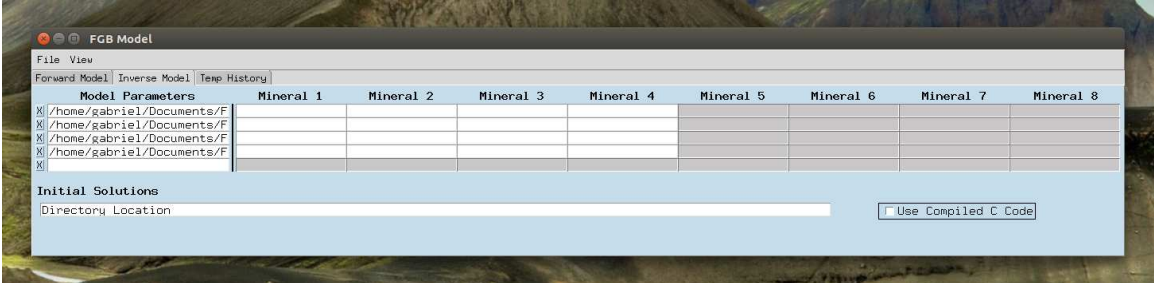 FGB Model
File View
Forward Model Inverse Model Temp History
Model Parameters Mineral 1 Mineral 2 Mineral 3 Mineral 4 Mineral 5 Mineral 6 Mineral 7 Mineral 8
X /home/gabriel/Documents/F
X /home/gabriel/Documents/F
X /home/gabriel/Documents/F
X /home/gabriel/Documents/F
X
Initial Solutions
Directory Location Use Compiled C Code